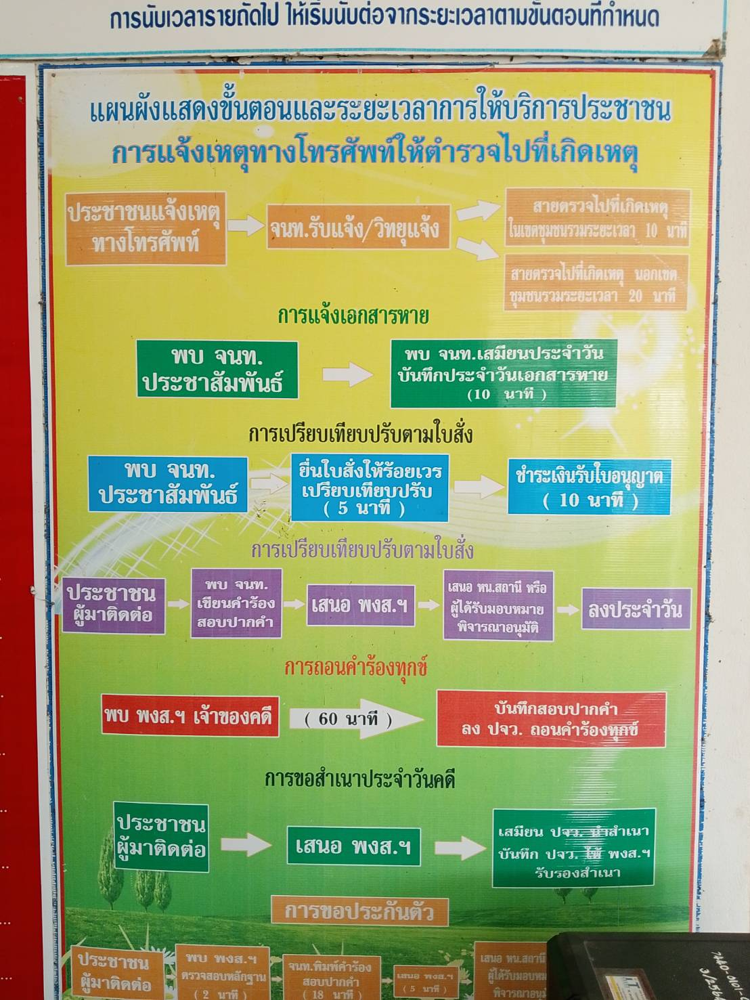 การนับเวลารายถัดไป ให้เริ่มนับต่อจากระยะเวลาตามขั้นตอนที่กำหนด
แผนผังแสดงขั้นตอนและระยะเวลาการให้บริการประชาชน
การแจ้งเหตุทางโทรศัพท์ให้ตำรวจไปที่เกิดเหตุ
ประชาชนแจ้งเหตุ
ทางโทรศัพท์
จนท.รับแจ้ง/วิทยุแจ้ง
สายตรวจไปที่เกิดเหตุ
ในเขตชุมชนรวมระยะเวลา 10 นาที
สายตรวจไปที่เกิดเหตุ นอกเขต
ชุมชนรวมระยะเวลา 20 นาที
การแจ้งเอกสารหาย
พบ จนท.
ประชาสัมพันธ์
พบ จนท.เสมียนประจำวัน
บันทึกประจำวันเอกสารหาย
(10 นาที )
การเปรียบเทียบปรับตามใบสั่ง
พบ จนท.
ประชาสัมพันธ์
ยื่นใบสั่งให้ร้อยเวร
เปรียบเทียบปรับ
( 5 นาที )
ชำระเงินรับใบอนุญาต
( 10 นาที )
การเปรียบเทียบปรับตามใบสั่ง
ประชาชน
ผู้มาติดต่อ
พบ จนท.
เขียนคำร้อง
สอบปากคำ
เสนอ พงส.ฯ
เสนอ หน.สถานี หรือ
ผู้ได้รับมอบหมาย
พิจารณาอนุมัติ
ลงประจำวัน
การถอนคำร้องทุกข์
พบ พงส.ฯ เจ้าของคดี
( 60 นาที )
บันทึกสอบปากคำ
ลง ปจว. ถอนคำร้องทุกข์
การขอสำเนาประจำวันคดี
ประชาชน
ผู้มาติดต่อ
เสนอ พงส.ฯ
เสมียน ปจว. นำสำเนา
บันทึก ปจว. ให้ พงส.ฯ
รับรองสำเนา
การขอประกันตัว
ประชาชน
ผู้มาติดต่อ
พบ พงส.ฯ
ตรวจสอบหลักฐาน
( 2 นาที )
จนท.พิมพ์คำร้อง
สอบปากคำ
( 18 นาที )
เสนอ พงส.ฯ
( 5 นาที )
เสนอ หน.สถานี
ผู้ได้รับมอบหม
พิจารณาอนุมั